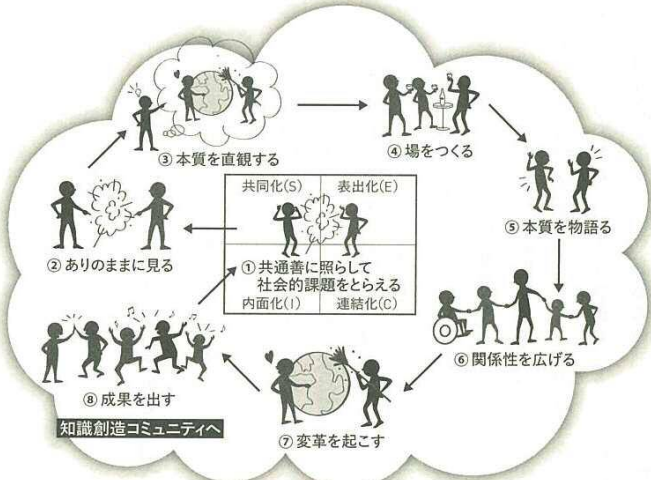 ③ 本質を直観する
④ 場をつくる
共同化(S)
表出化(E)
⑤ 本質を物語る
② ありのままに見る
① 共通善に照らして
社会的課題をとらえる
内面化(I)
連結化(C)
⑥ 関係性を広げる
⑧ 成果を出す
知識創造コミュニティへ
⑦ 変革を起こす